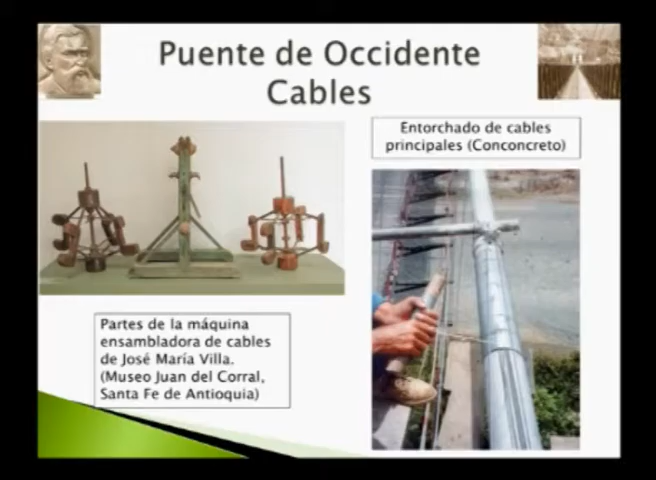 Puente de Occidente
Cables
Entorchado de cables
principales (Conconcreto)
Partes de la máquina
ensambladora de cables
de José María Villa.
(Museo Juan del Corral,
Santa Fe de Antioquia)